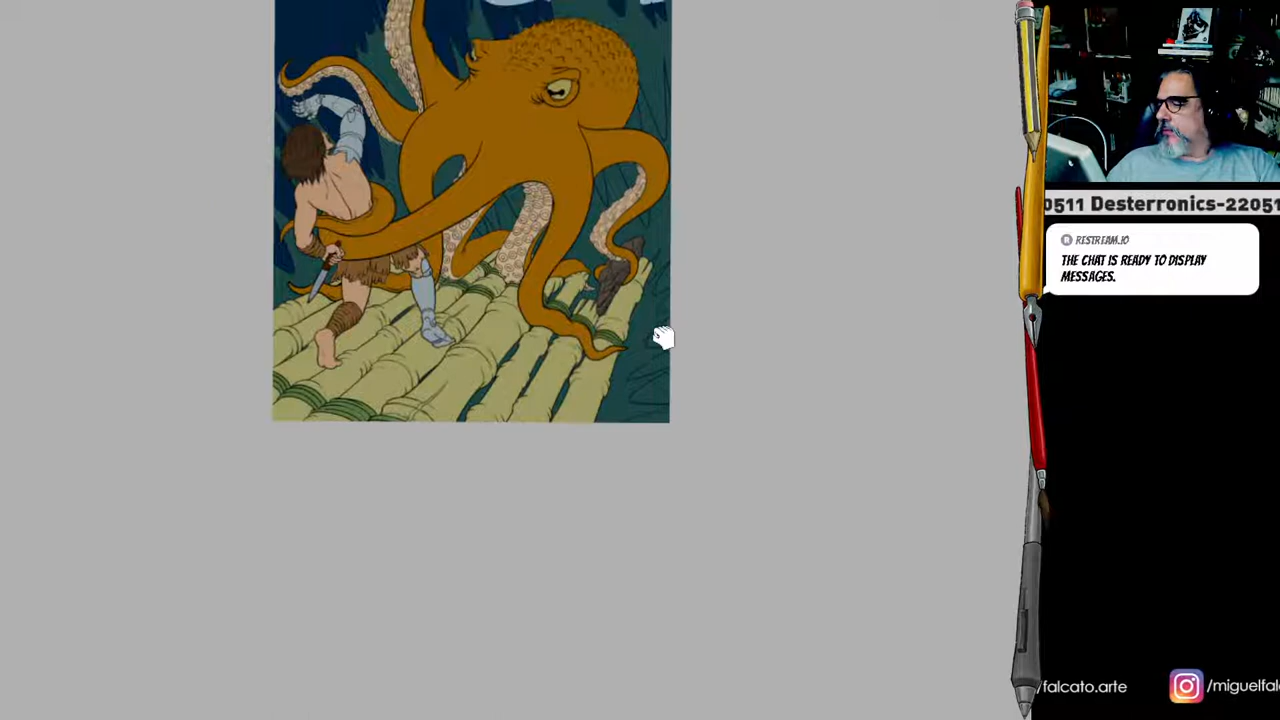 0511 Desterronics-22051
RESTREAM.IO
THE CHAT IS READY TO DISPLAY
MESSAGES.
/falcato.arte
/miguelfal